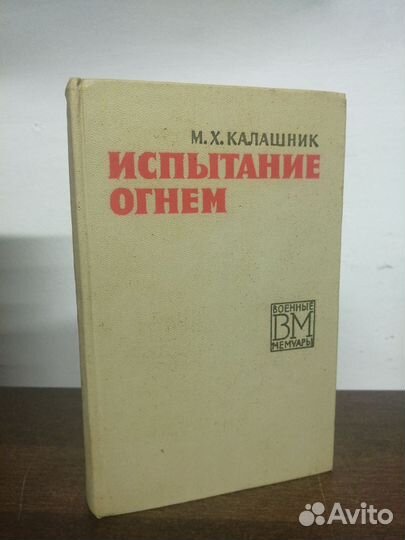 М.Х.КАЛАШНИК
ИСПЫТАНИЕ
ОГНЕМ
ВОЕННЫЕ
ВМ
МЕМУАРЫ
Avito